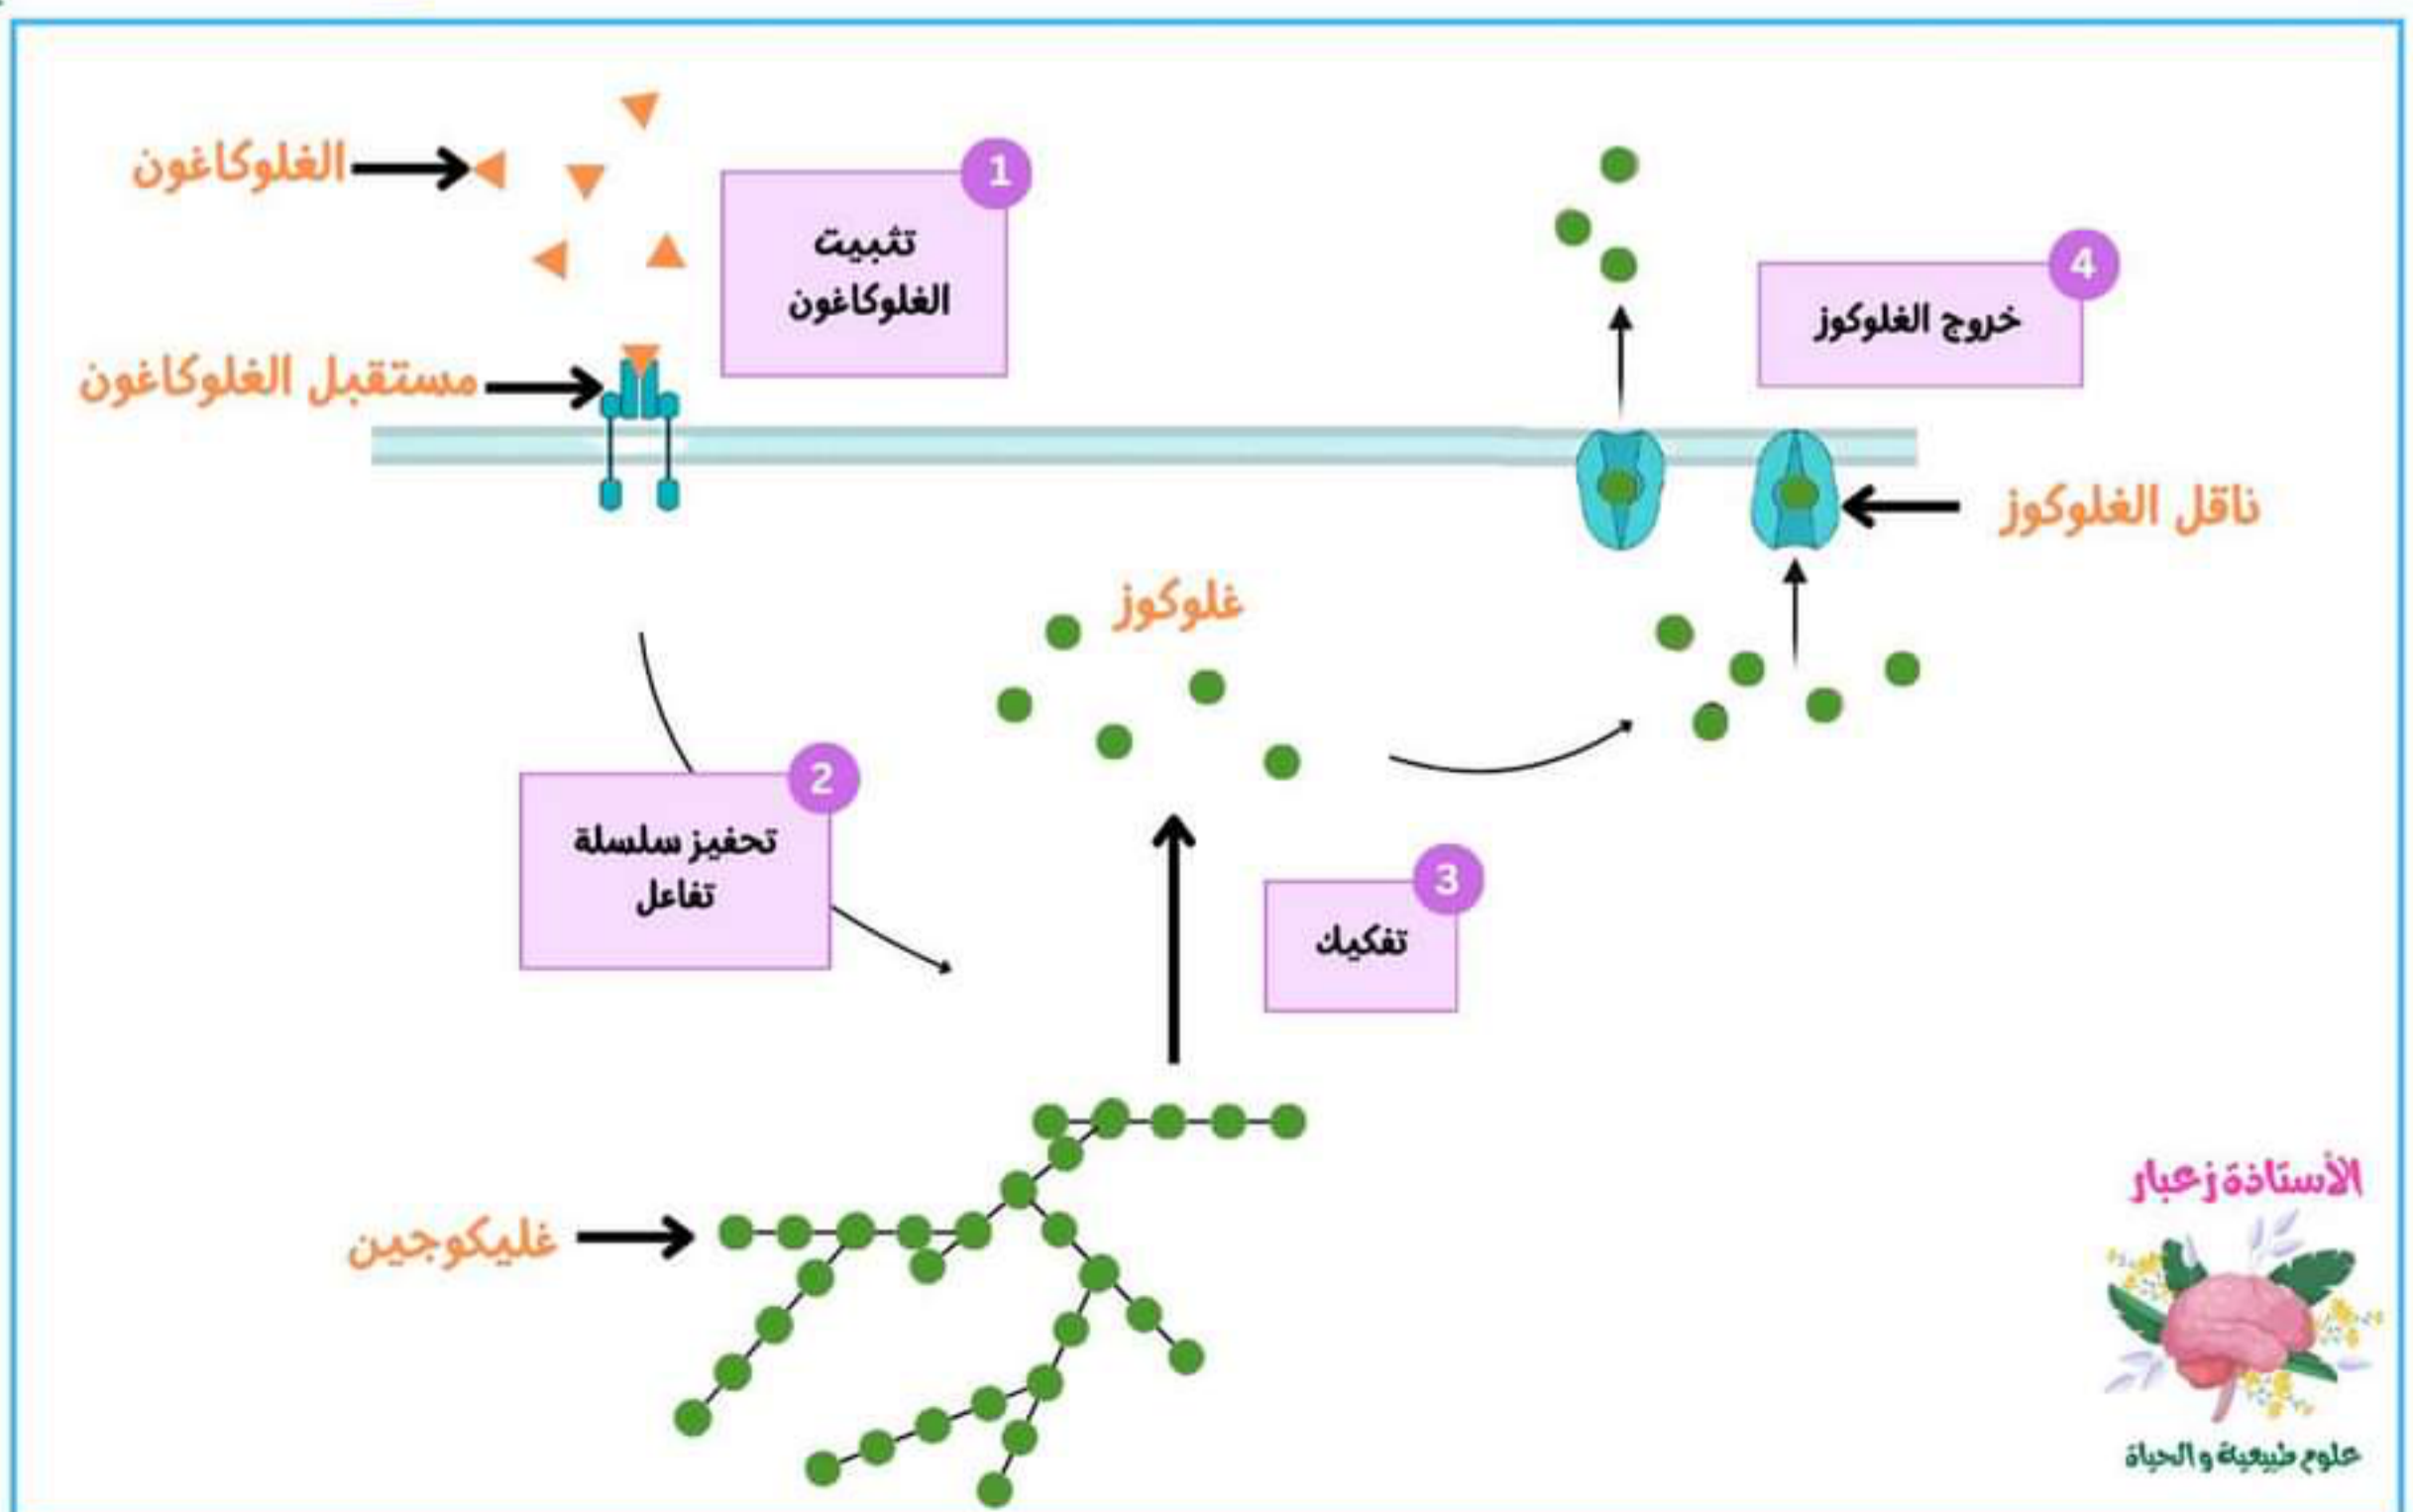 الغلوكاغون
1
تثبيت
الغلوكاغون
مستقبل الغلوكاغون
4
خروج الغلوكوز
ناقل الغلوكوز
غلوكوز
2
تحفيز سلسلة
تفاعل
3
تفكيك
غليكوجين
الأستاذة زعبار
علوم طبيعية و الحياة